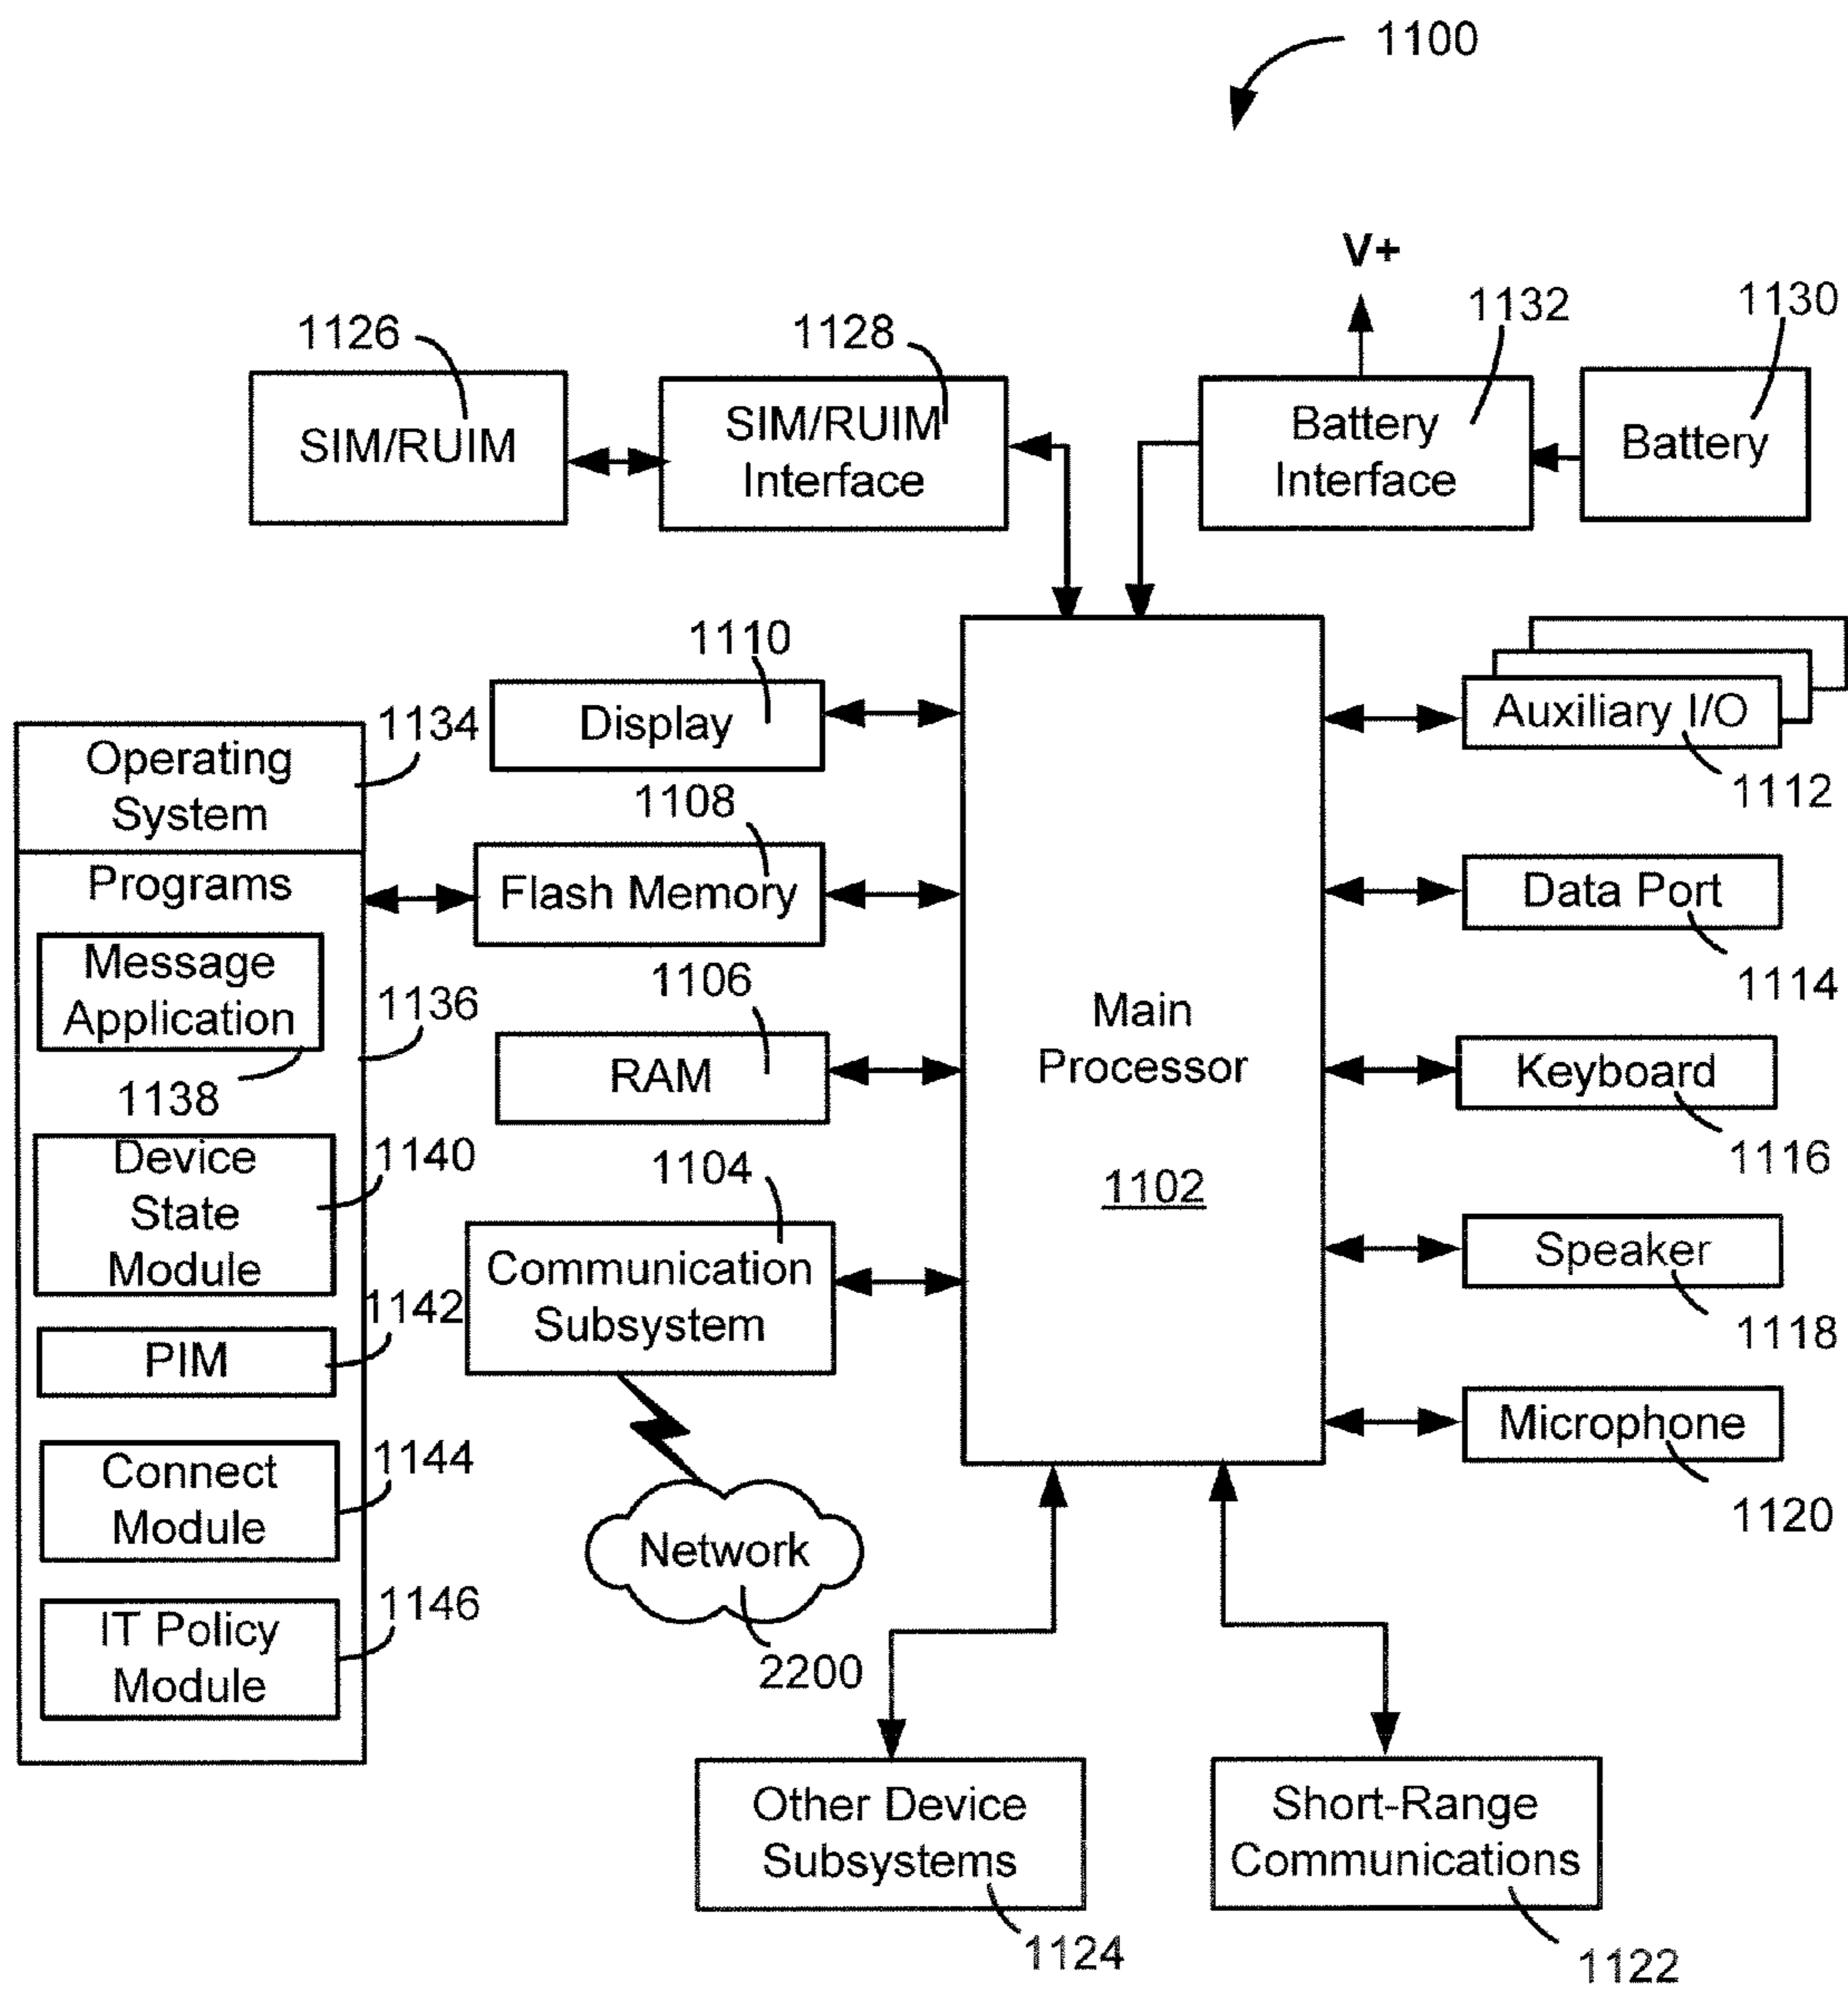 1100
V+
1126
1128
1132
1130
SIM/RUIM
SIM/RUIM
Interface
Battery
Interface
Battery
1110
Display
Auxiliary I/O
1112
1134
Operating
System
1108
Flash Memory
Programs
Data Port
1114
Message
Application
1138
1136
1106
RAM
Main
Processor
1102
Keyboard
1116
Device
State
Module
1140
1104
Communication
Subsystem
Speaker
1118
1142
PIM
Microphone
1120
Connect
Module
1144
Network
2200
IT Policy
Module
1146
Other Device
Subsystems
1124
Short-Range
Communications
1122